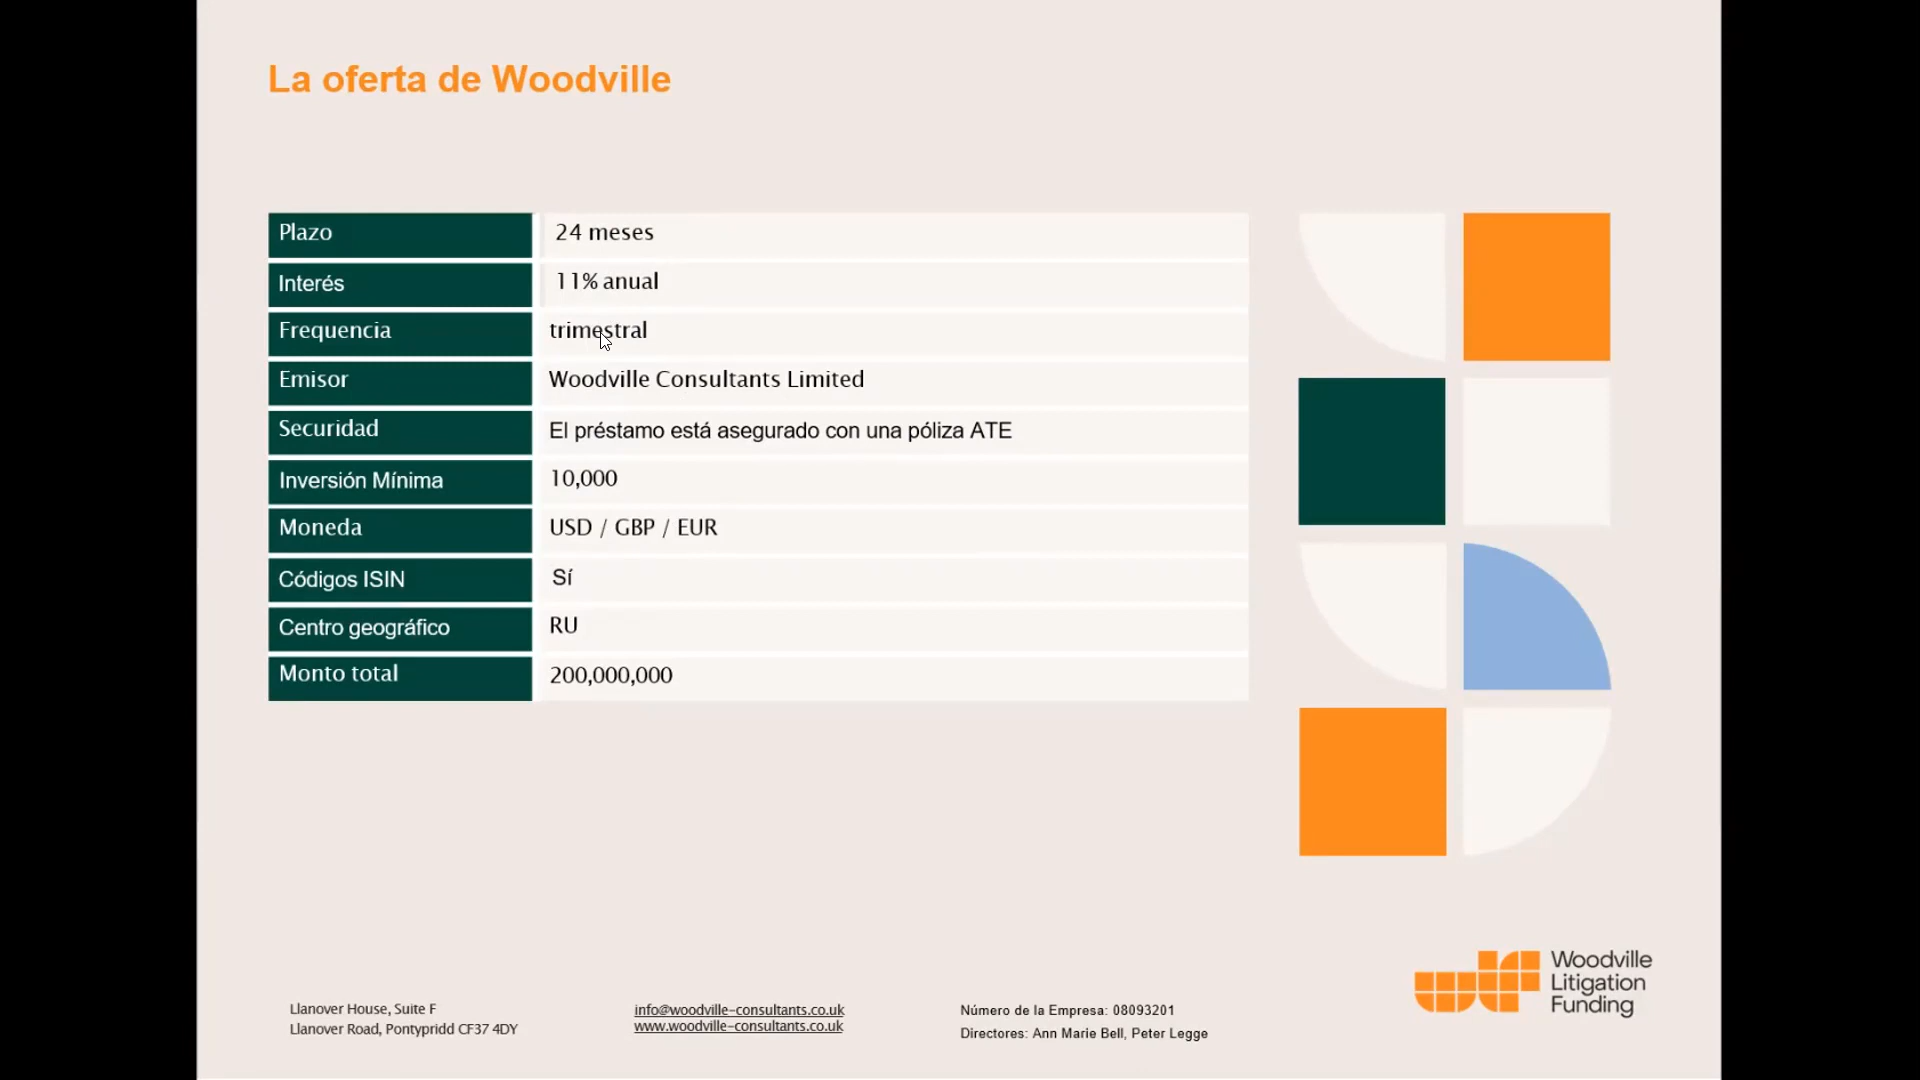 La oferta de Woodville
Plazo 24 meses
Interés 11% anual
Frequencia trimestral
Emisor Woodville Consultants Limited
Securidad El préstamo está asegurado con una póliza ATE
Inversión Mínima 10,000
Moneda USD / GBP / EUR
Códigos ISIN Sí
Centro geográfico RU
Monto total 200,000,000
Llanover House, Suite F
Llanover Road, Pontypridd CF37 4DY
info@woodville-consultants.co.uk
www.woodville-consultants.co.uk
Número de la Empresa: 08093201
Directores: Ann Marie Bell, Peter Legge
Woodville
Litigation
Funding